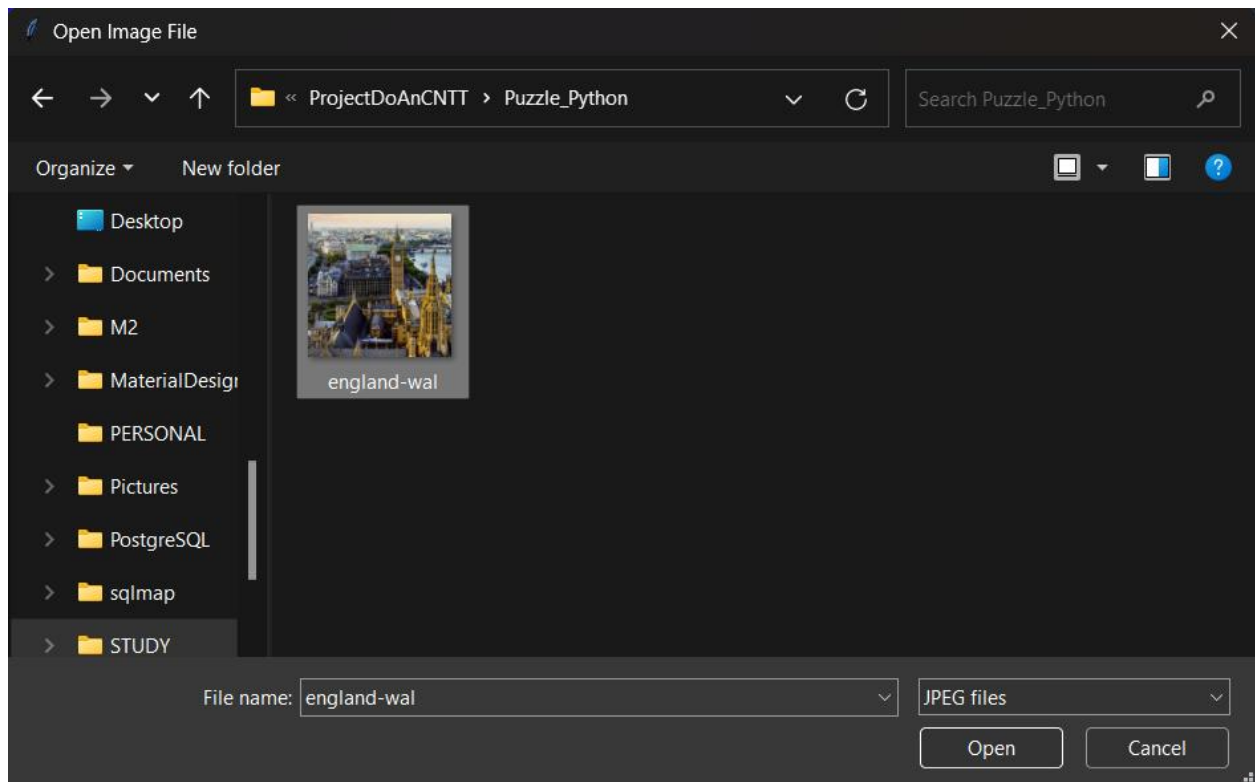 Open Image File
« ProjectDoAnCNTT > Puzzle_Python
Search Puzzle_Python
Organize
New folder
Desktop
Documents
M2
MaterialDesigr
PERSONAL
Pictures
PostgreSQL
sqlmap
STUDY
england-wal
File name: england-wal
JPEG files
Open
Cancel